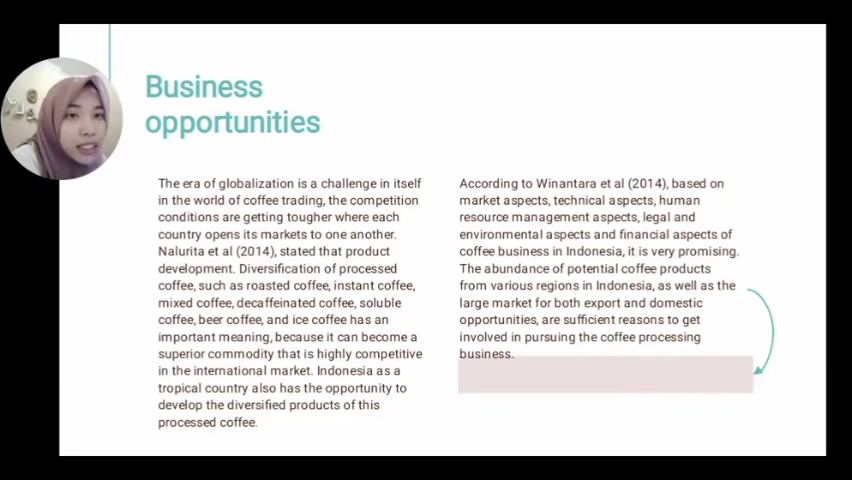 Business
opportunities
The era of globalization is a challenge in itself
in the world of coffee trading, the competition
conditions are getting tougher where each
country opens its markets to one another.
Nalurita et al (2014), stated that product
development. Diversification of processed
coffee, such as roasted coffee, instant coffee,
mixed coffee, decaffeinated coffee, soluble
coffee, beer coffee, and ice coffee has an
important meaning, because it can become a
superior commodity that is highly competitive
in the international market. Indonesia as a
tropical country also has the opportunity to
develop the diversified products of this
processed coffee.
According to Winantara et al (2014), based on
market aspects, technical aspects, human
resource management aspects, legal and
environmental aspects and financial aspects of
coffee business in Indonesia, it is very promising.
The abundance of potential coffee products
from various regions in Indonesia, as well as the
large market for both export and domestic
opportunities, are sufficient reasons to get
involved in pursuing the coffee processing
business.